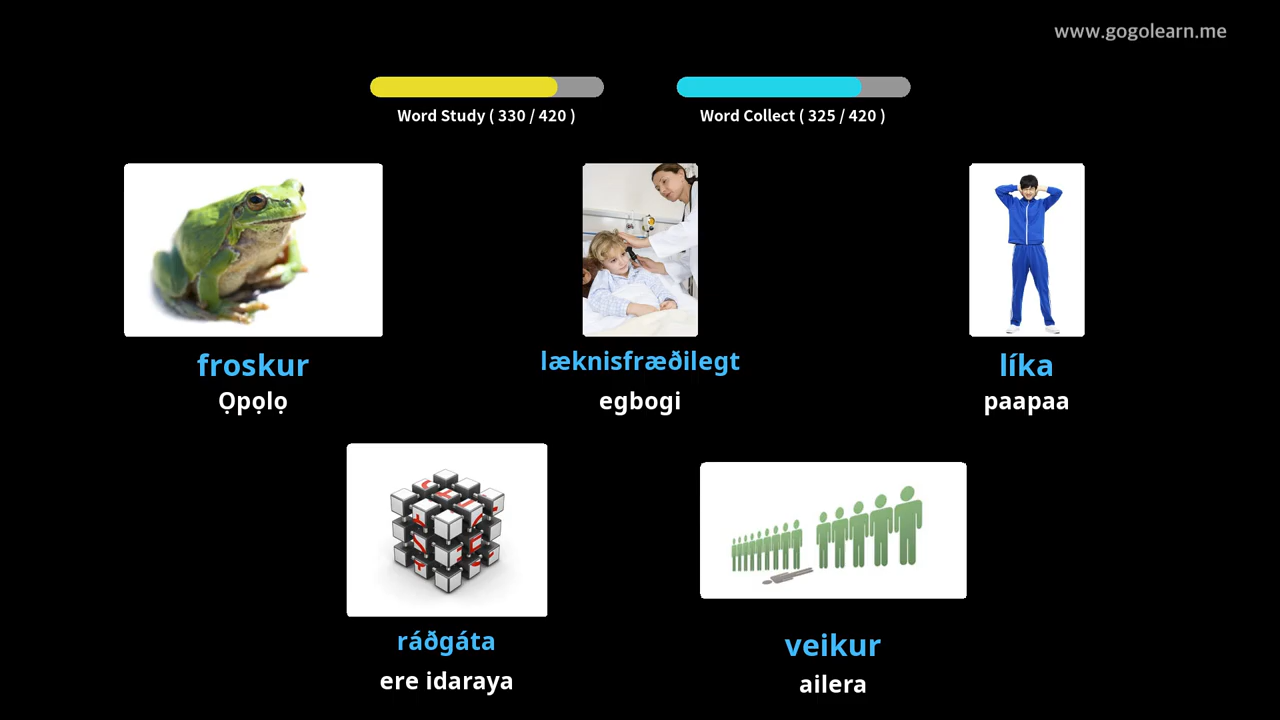 www.gogolearn.me
Word Study ( 330 / 420 )
Word Collect ( 325 / 420 )
froskur
Ọpọlọ
læknisfræðilegt
egbogi
líka
paapaa
ráðgáta
ere idaraya
veikur
ailera